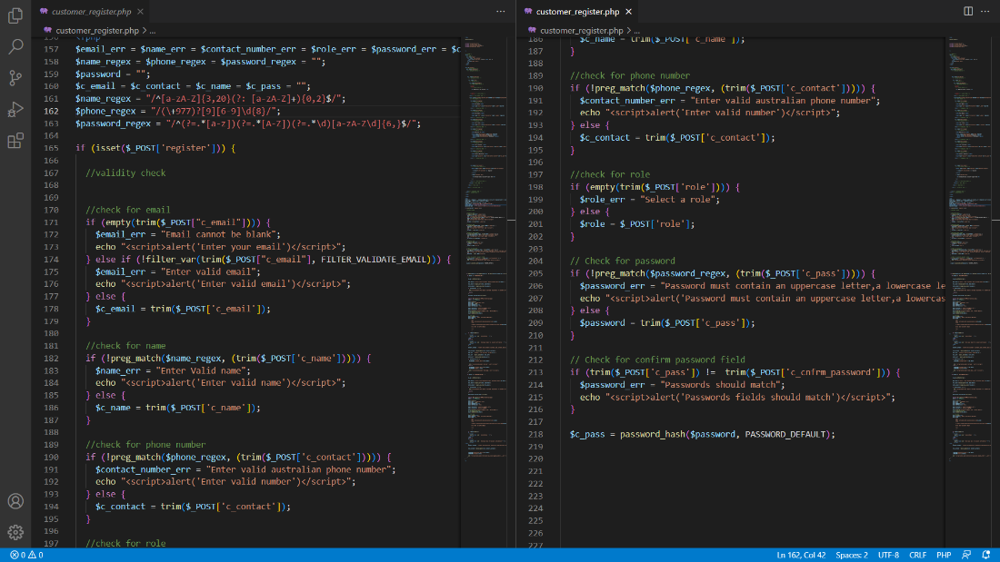 customer_register.php
customer_register.php > ...
156 <?php
157 $email_err = $name_err = $contact_number_err = $role_err = $password_err = $c
158 $name_regex = $phone_regex = $password_regex = "";
159 $password = "";
160 $c_email = $c_contact = $c_name = $c_pass = "";
161 $name_regex = "/^[a-zA-Z]{3,20}(?: [a-zA-Z]+){0,2}$/";
162 $phone_regex = "/(\+977)?[9][6-9]\d{8}/";
163 $password_regex = "/^(?=.*[a-z])(?=.*[A-Z])(?=.*\d)[a-zA-Z\d]{6,}$/";
164
165 if (isset($_POST['register'])) {
166
167 //validity check
168
169
170 //check for email
171 if (empty(trim($_POST["c_email"]))) {
172 $email_err = "Email cannot be blank";
173 echo "<script>alert('Enter your email')</script>";
174 } else if (!filter_var(trim($_POST["c_email"], FILTER_VALIDATE_EMAIL))) {
175 $email_err = "Enter valid email";
176 echo "<script>alert('Enter valid email')</script>";
177 } else {
178 $c_email = trim($_POST['c_email']);
179 }
180
181 //check for name
182 if (!preg_match($name_regex, (trim($_POST['c_name'])))) {
183 $name_err = "Enter Valid name";
184 echo "<script>alert('Enter valid name')</script>";
185 } else {
186 $c_name = trim($_POST['c_name']);
187 }
188
189 //check for phone number
190 if (!preg_match($phone_regex, (trim($_POST['c_contact'])))) {
191 $contact_number_err = "Enter valid australian phone number";
192 echo "<script>alert('Enter valid number')</script>";
193 } else {
194 $c_contact = trim($_POST['c_contact']);
195 }
196
197 //check for role
customer_register.php
customer_register.php > ...
186 $c_name = trim($_POST['c_name']);
187 }
188
189 //check for phone number
190 if (!preg_match($phone_regex, (trim($_POST['c_contact'])))) {
191 $contact_number_err = "Enter valid australian phone number";
192 echo "<script>alert('Enter valid number')</script>";
193 } else {
194 $c_contact = trim($_POST['c_contact']);
195 }
196
197 //check for role
198 if (empty(trim($_POST['role']))) {
199 $role_err = "Select a role";
200 } else {
201 $role = $_POST['role'];
202 }
203
204 // Check for password
205 if (!preg_match($password_regex, (trim($_POST['c_pass'])))) {
206 $password_err = "Password must contain an uppercase letter,a lowercase le
207 echo "<script>alert('Password must contain an uppercase letter,a lowercas
208 } else {
209 $password = trim($_POST['c_pass']);
210 }
211
212 // Check for confirm password field
213 if (trim($_POST['c_pass']) != trim($_POST['c_cnfrm_password'])) {
214 $password_err = "Passwords should match";
215 echo "<script>alert('Passwords fields should match')</script>";
216 }
217
218 $c_pass = password_hash($password, PASSWORD_DEFAULT);
219
220
221
222
223
224
225
226
227
0 0 Ln 162, Col 42 Spaces: 2 UTF-8 CRLF PHP